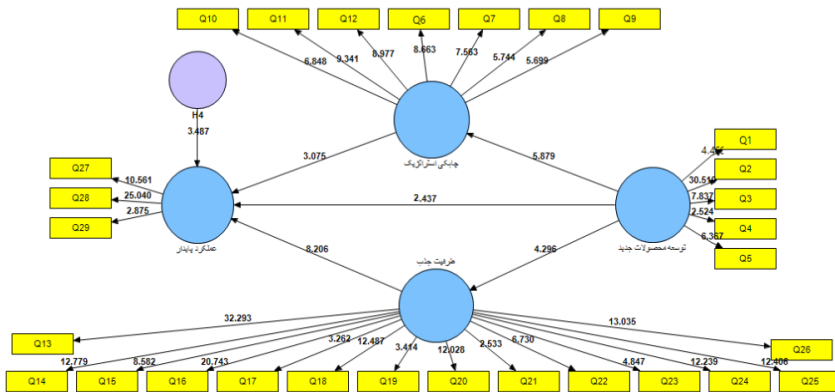 Q10 Q11 Q12 Q6 Q7 Q8 Q9
6.848 9.341 8.977 8.663 7.563 5.744 5.699
H4
3.487
چابکی استراتژیک
3.075
5.879
Q1
Q2
Q3
Q4
Q5
4.452
30.519
7.837
2.524
6.367
توسعه محصولات جدید
2.437
Q27
Q28
Q29
10.561
25.040
2.875
عملکرد پایدار
8.206
4.296
ظرفیت جذب
Q13 Q14 Q15 Q16 Q17 Q18 Q19 Q20 Q21 Q22 Q23 Q24 Q25 Q26
32.293 12.779 8.582 20.743 3.262 12.487 3.414 12.028 2.533 6.730 4.847 12.239 12.406 13.035